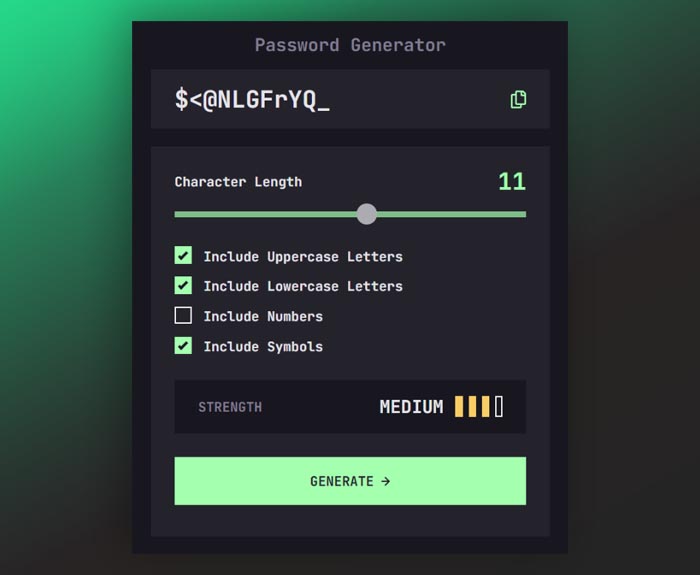 Password Generator
$<@NLGFrYQ_
Character Length 11
Include Uppercase Letters
Include Lowercase Letters
Include Numbers
Include Symbols
STRENGTH MEDIUM
GENERATE →